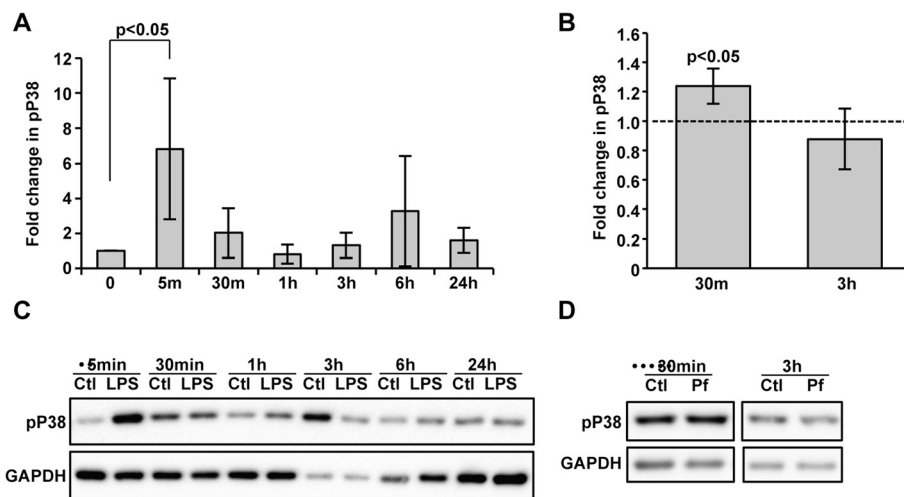 A
p<0.05
Fold change in pP38
12
10
8
6
4
2
0
0 5m 30m 1h 3h 6h 24h
B
p<0.05
Fold change in pP38
1.4
1.2
1.0
0.8
0.6
0.4
0.2
0
30m 3h
C
5min 30min 1h 3h 6h 24h
Ctl LPS Ctl LPS Ctl LPS Ctl LPS Ctl LPS Ctl LPS
pP38
GAPDH
D
30min 3h
Ctl Pf Ctl Pf
pP38
GAPDH